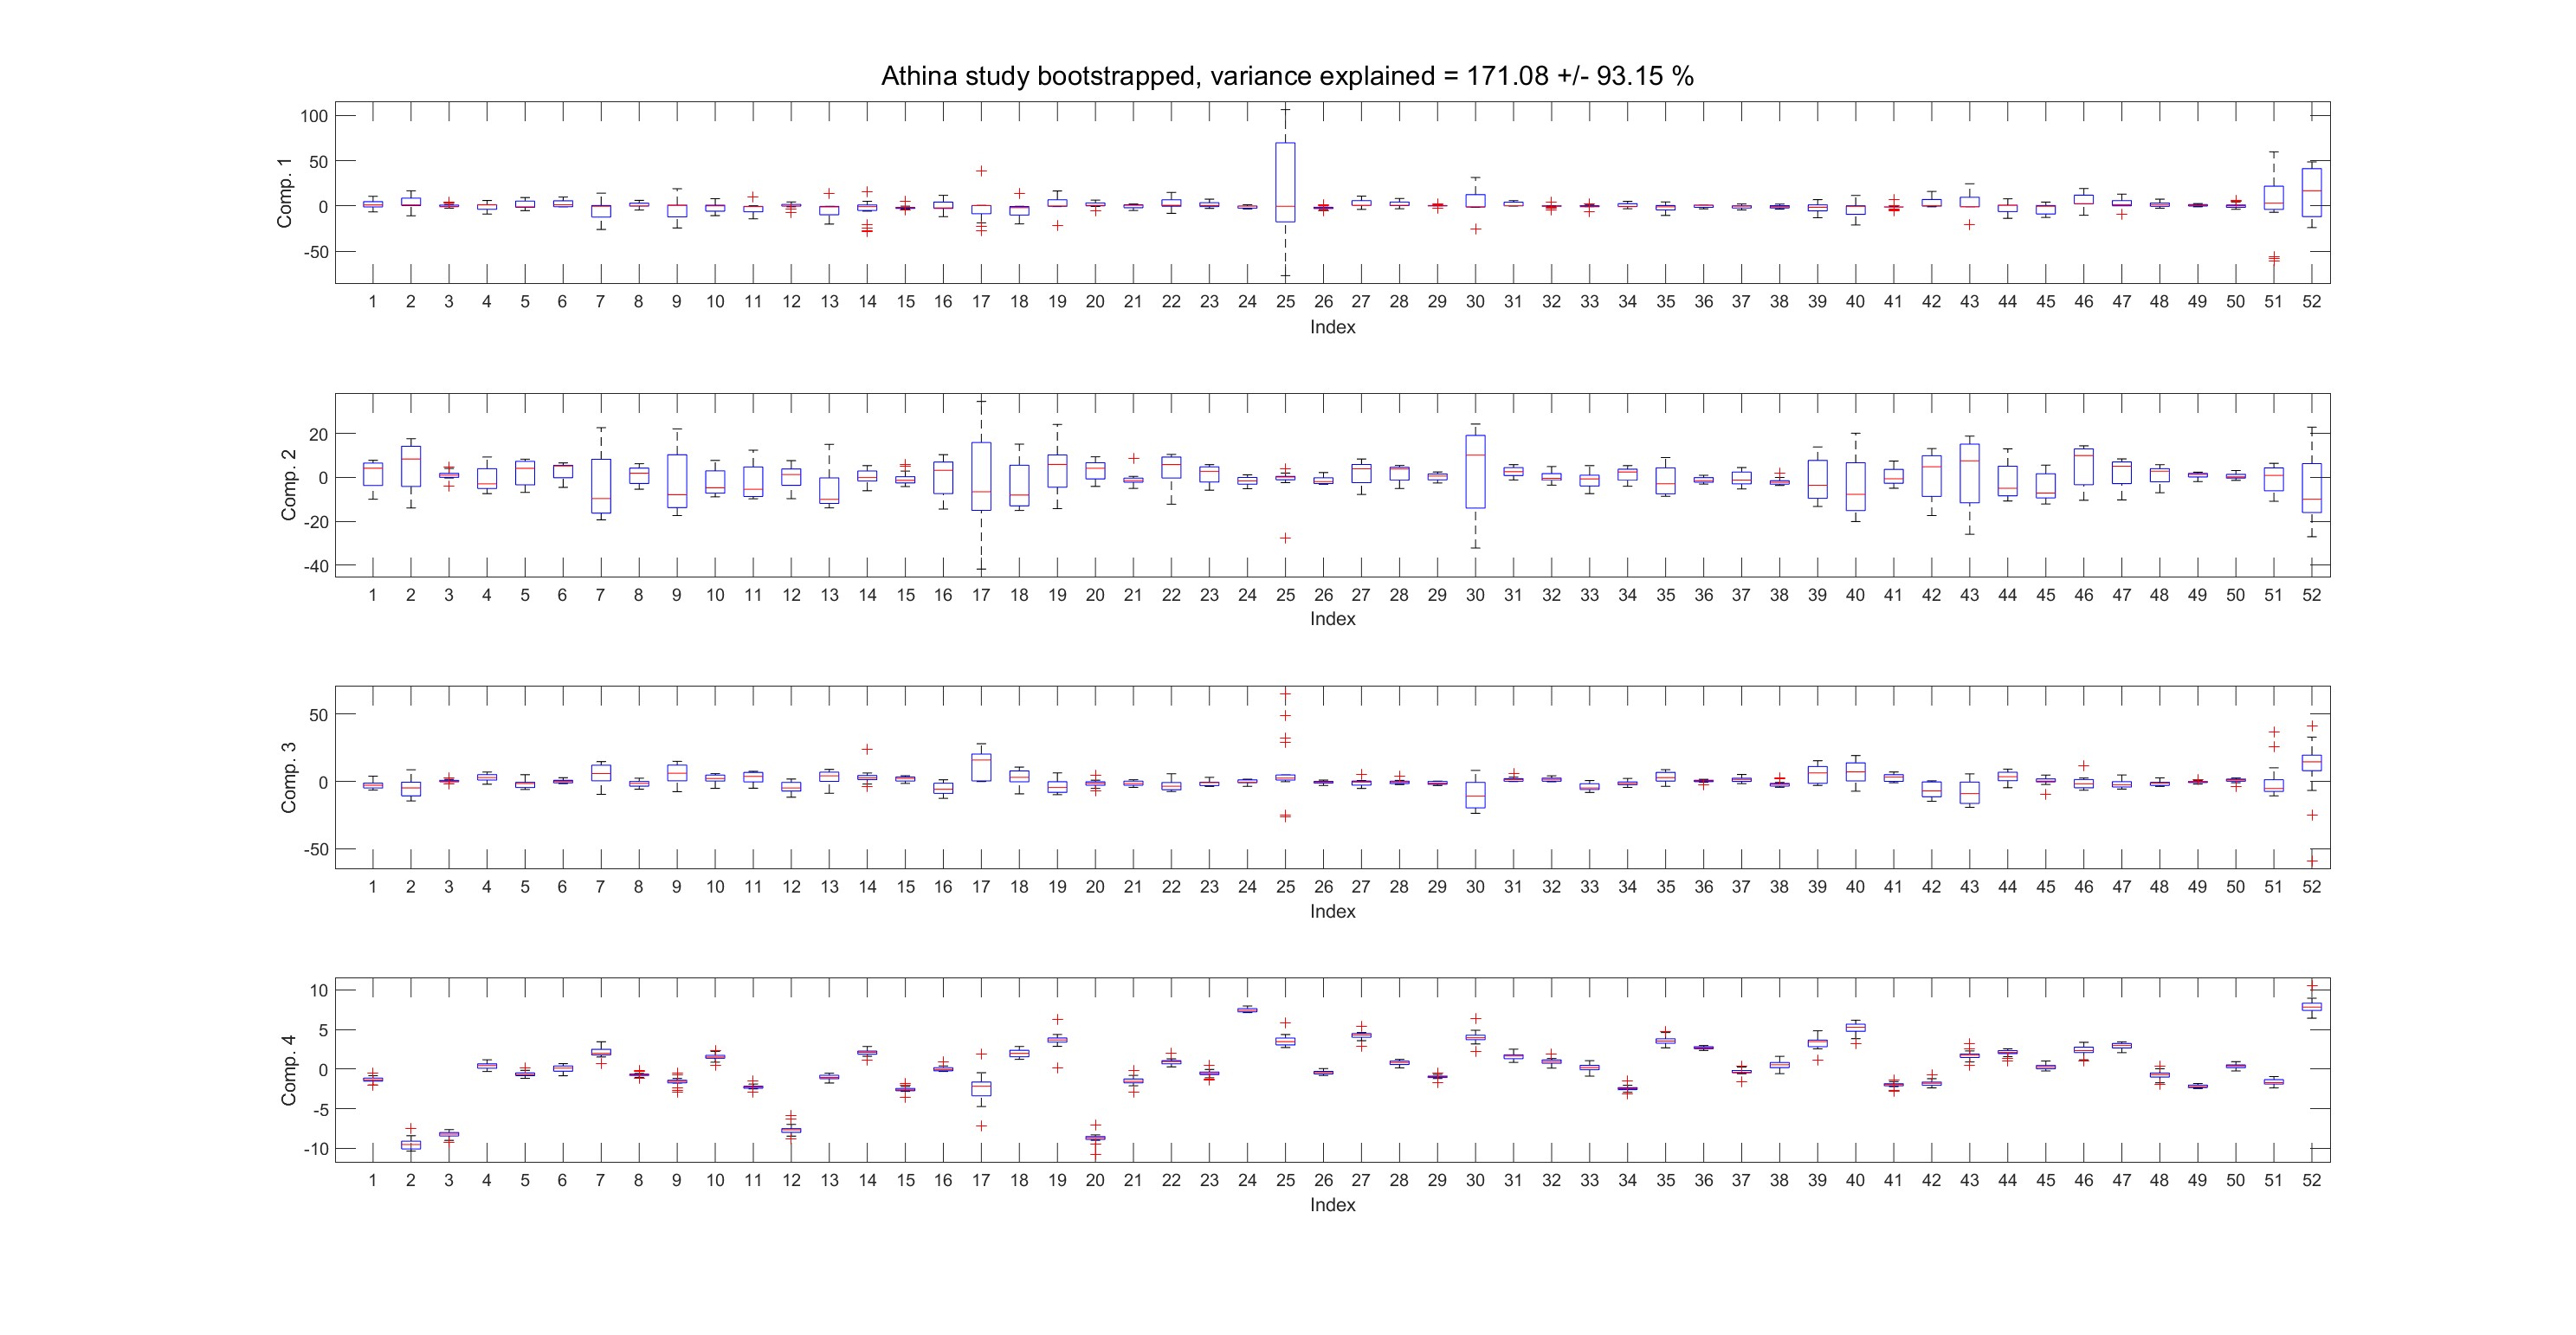 Athina study bootstrapped, variance explained = 171.08 +/- 93.15 %
Comp. 1
100
50
0
-50
1 2 3 4 5 6 7 8 9 10 11 12 13 14 15 16 17 18 19 20 21 22 23 24 25 26 27 28 29 30 31 32 33 34 35 36 37 38 39 40 41 42 43 44 45 46 47 48 49 50 51 52
Index
Comp. 2
20
0
-20
-40
1 2 3 4 5 6 7 8 9 10 11 12 13 14 15 16 17 18 19 20 21 22 23 24 25 26 27 28 29 30 31 32 33 34 35 36 37 38 39 40 41 42 43 44 45 46 47 48 49 50 51 52
Index
Comp. 3
50
0
-50
1 2 3 4 5 6 7 8 9 10 11 12 13 14 15 16 17 18 19 20 21 22 23 24 25 26 27 28 29 30 31 32 33 34 35 36 37 38 39 40 41 42 43 44 45 46 47 48 49 50 51 52
Index
Comp. 4
10
5
0
-5
-10
1 2 3 4 5 6 7 8 9 10 11 12 13 14 15 16 17 18 19 20 21 22 23 24 25 26 27 28 29 30 31 32 33 34 35 36 37 38 39 40 41 42 43 44 45 46 47 48 49 50 51 52
Index